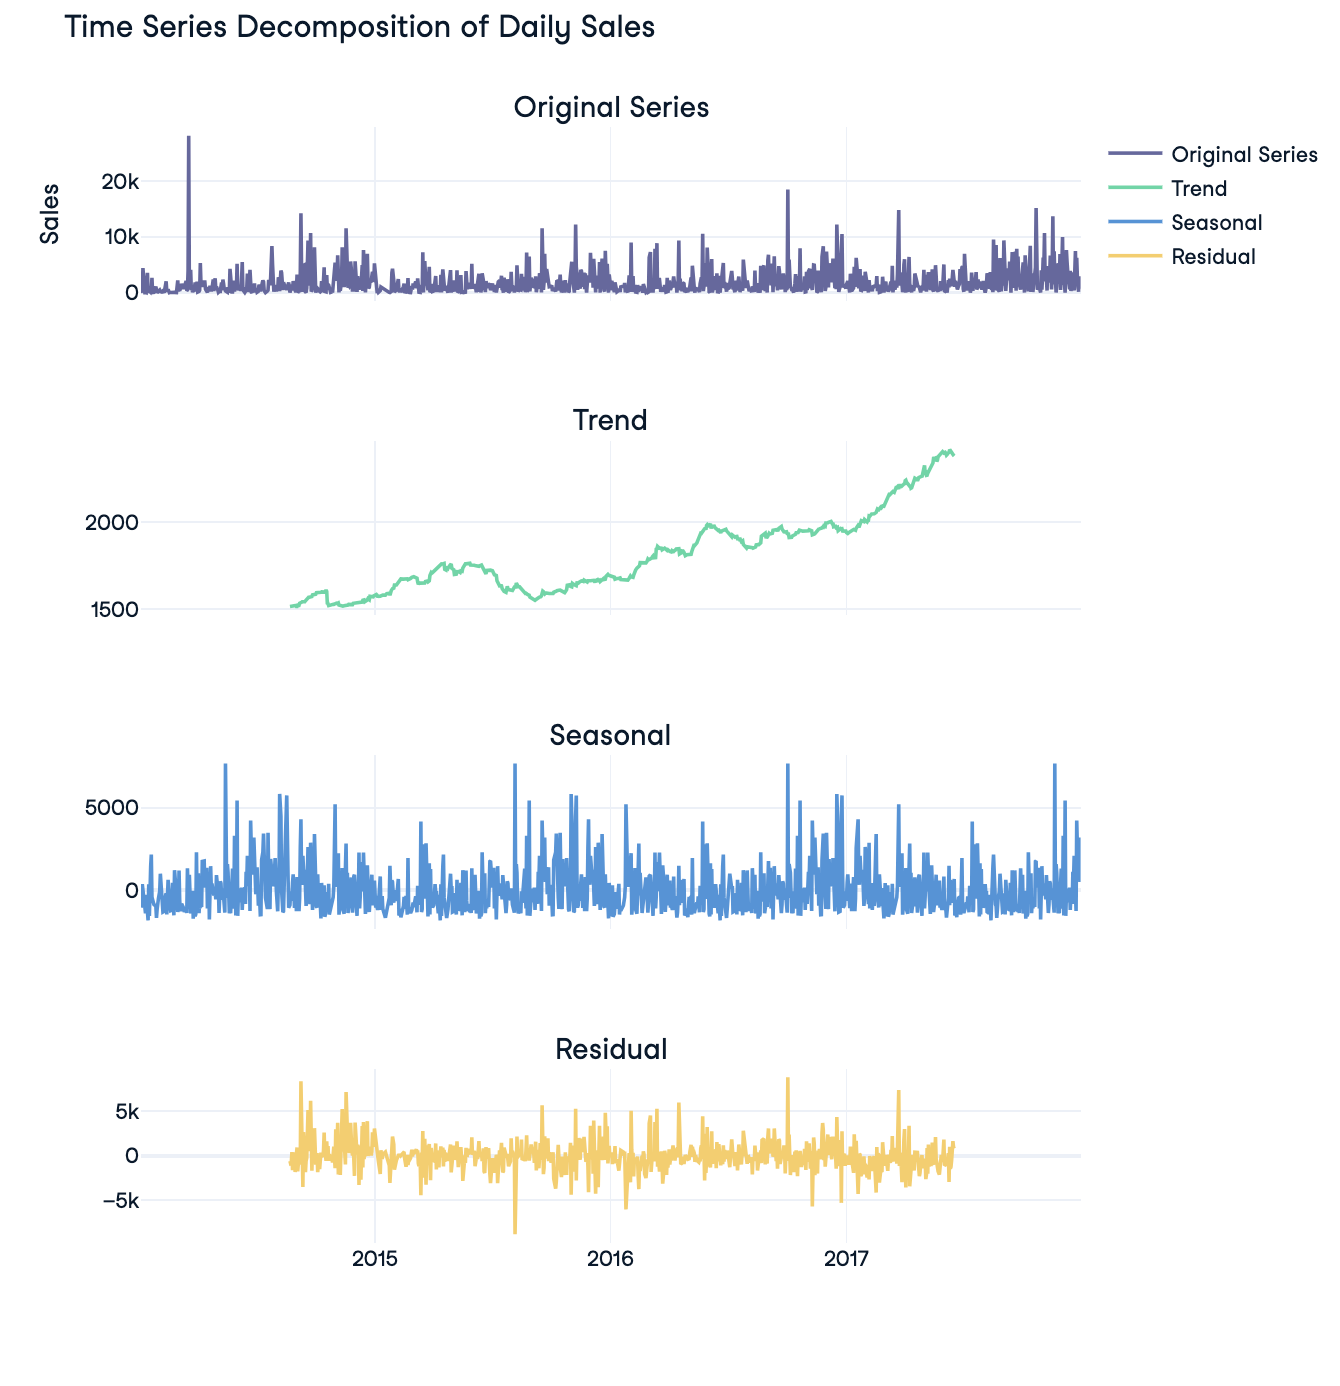 Time Series Decomposition of Daily Sales
Original Series
Sales
20k
10k
0
Original Series
Trend
Seasonal
Residual
Trend
2000
1500
Seasonal
5000
0
Residual
5k
0
−5k
2015 2016 2017